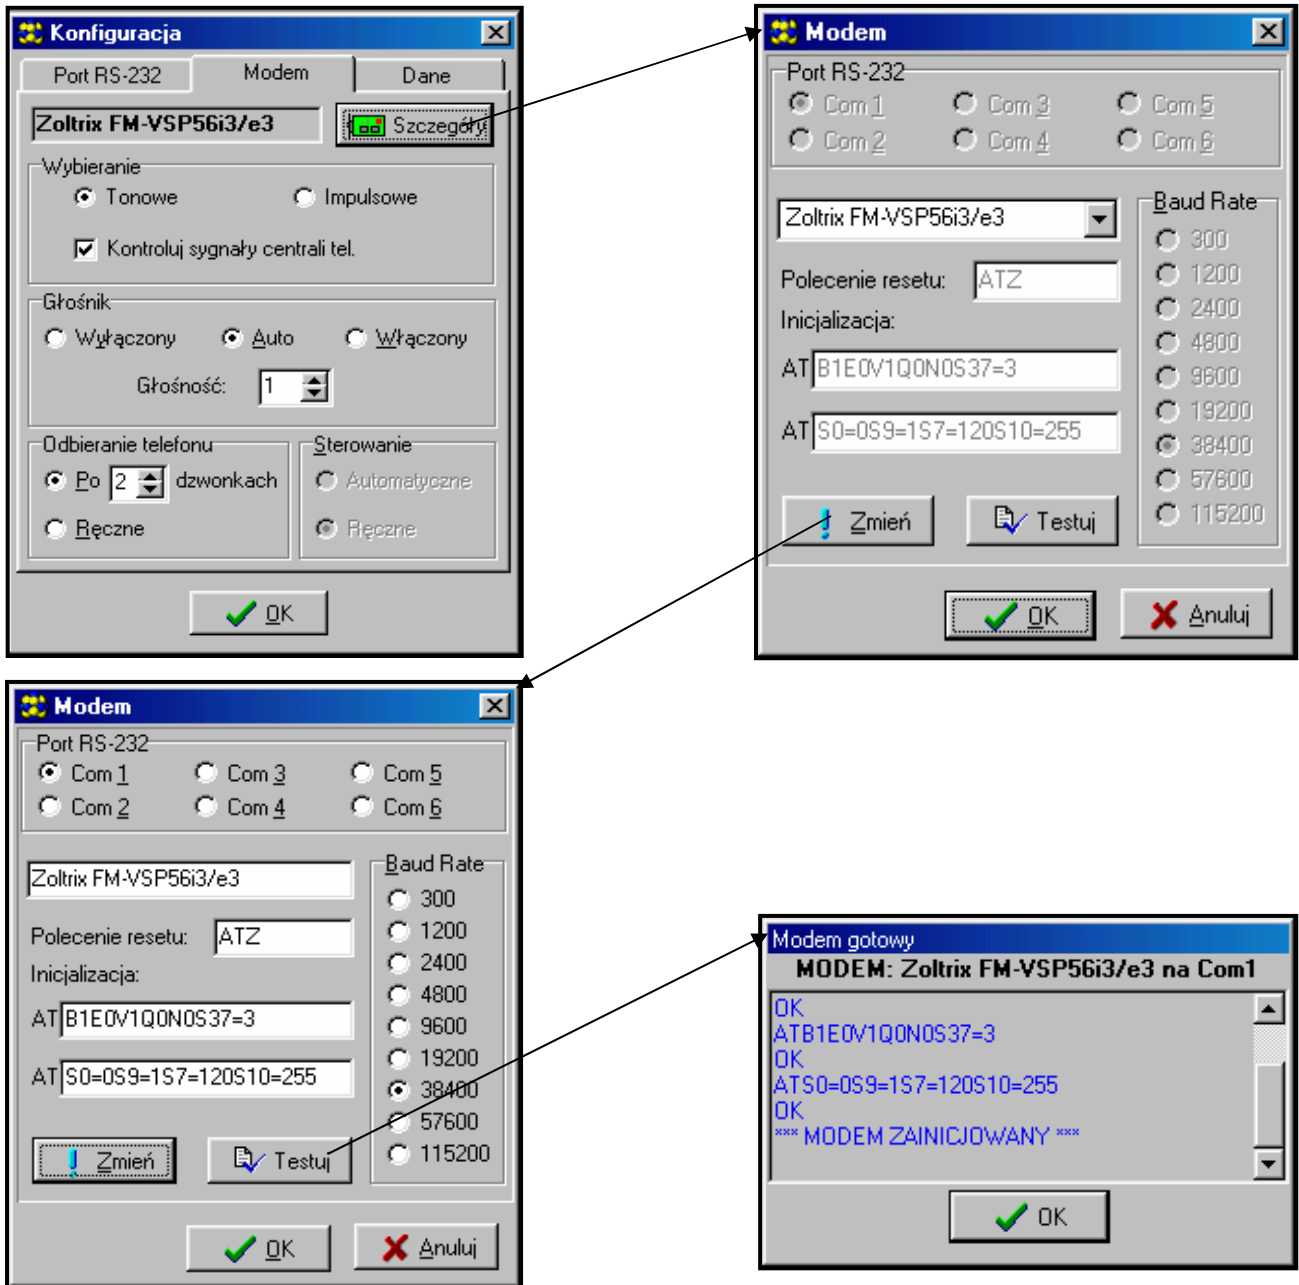 Konfiguracja
Port RS-232 Modem Dane
Zoltrix FM-VSP56i3/e3 Szczegóły
Wybieranie
Tonowe Impulsowe
Kontroluj sygnały centrali tel.
Głośnik
Wyłączony Auto Włączony
Głośność: 1
Odbieranie telefonu Sterowanie
Po 2 dzwonkach Automatyczne
Ręczne Ręczne
OK
Modem
Port RS-232
Com 1 Com 3 Com 5
Com 2 Com 4 Com 6
Zoltrix FM-VSP56i3/e3
Baud Rate
300
Polecenie resetu: ATZ 1200
2400
Inicjalizacja:
4800
AT B1E0V1Q0N0S37=3 9600
19200
AT S0=0S9=1S7=120S10=255 38400
57600
Zmień Testuj 115200
OK Anuluj
Modem
Port RS-232
Com 1 Com 3 Com 5
Com 2 Com 4 Com 6
Baud Rate
Zoltrix FM-VSP56i3/e3 300
Polecenie resetu: ATZ 1200
2400
Inicjalizacja:
4800
AT B1E0V1Q0N0S37=3 9600
19200
AT S0=0S9=1S7=120S10=255 38400
57600
Zmień Testuj 115200
OK Anuluj
Modem gotowy
MODEM: Zoltrix FM-VSP56i3/e3 na Com1
OK
ATB1E0V1Q0N0S37=3
OK
ATS0=0S9=1S7=120S10=255
OK
*** MODEM ZAINICJOWANY ***
OK